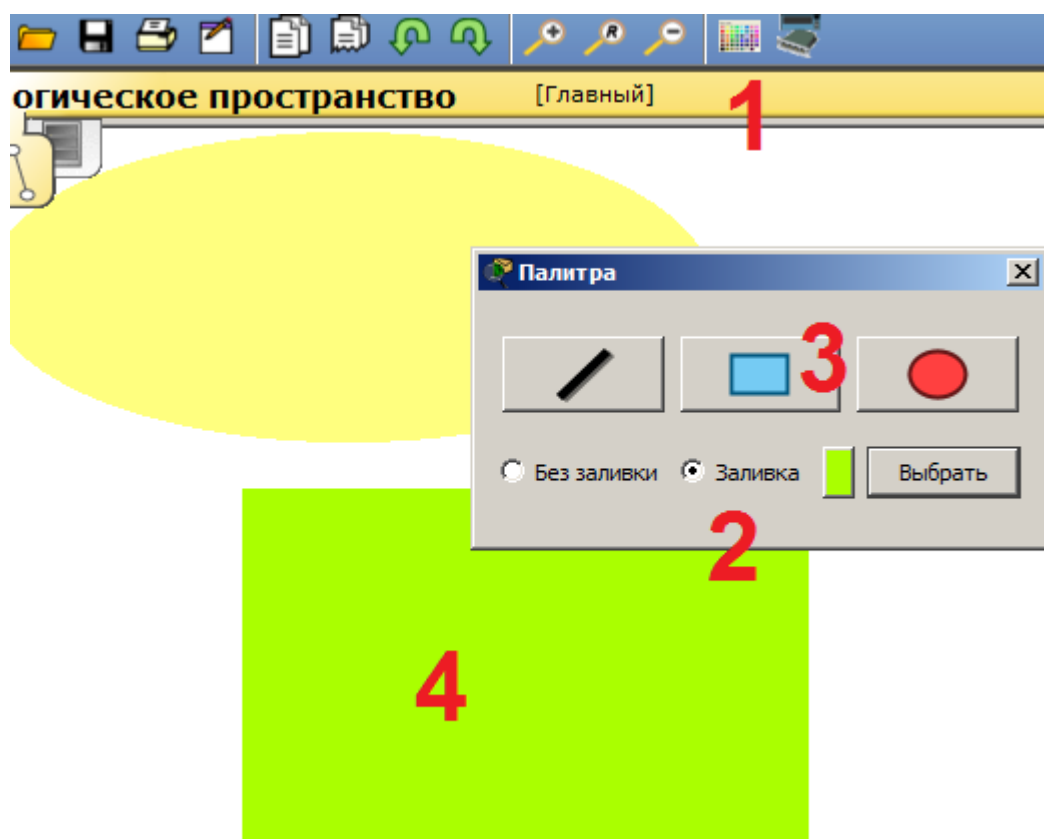 R
огическое пространство [Главный] 1
Палитра
3
Без заливки Заливка Выбрать
2
4